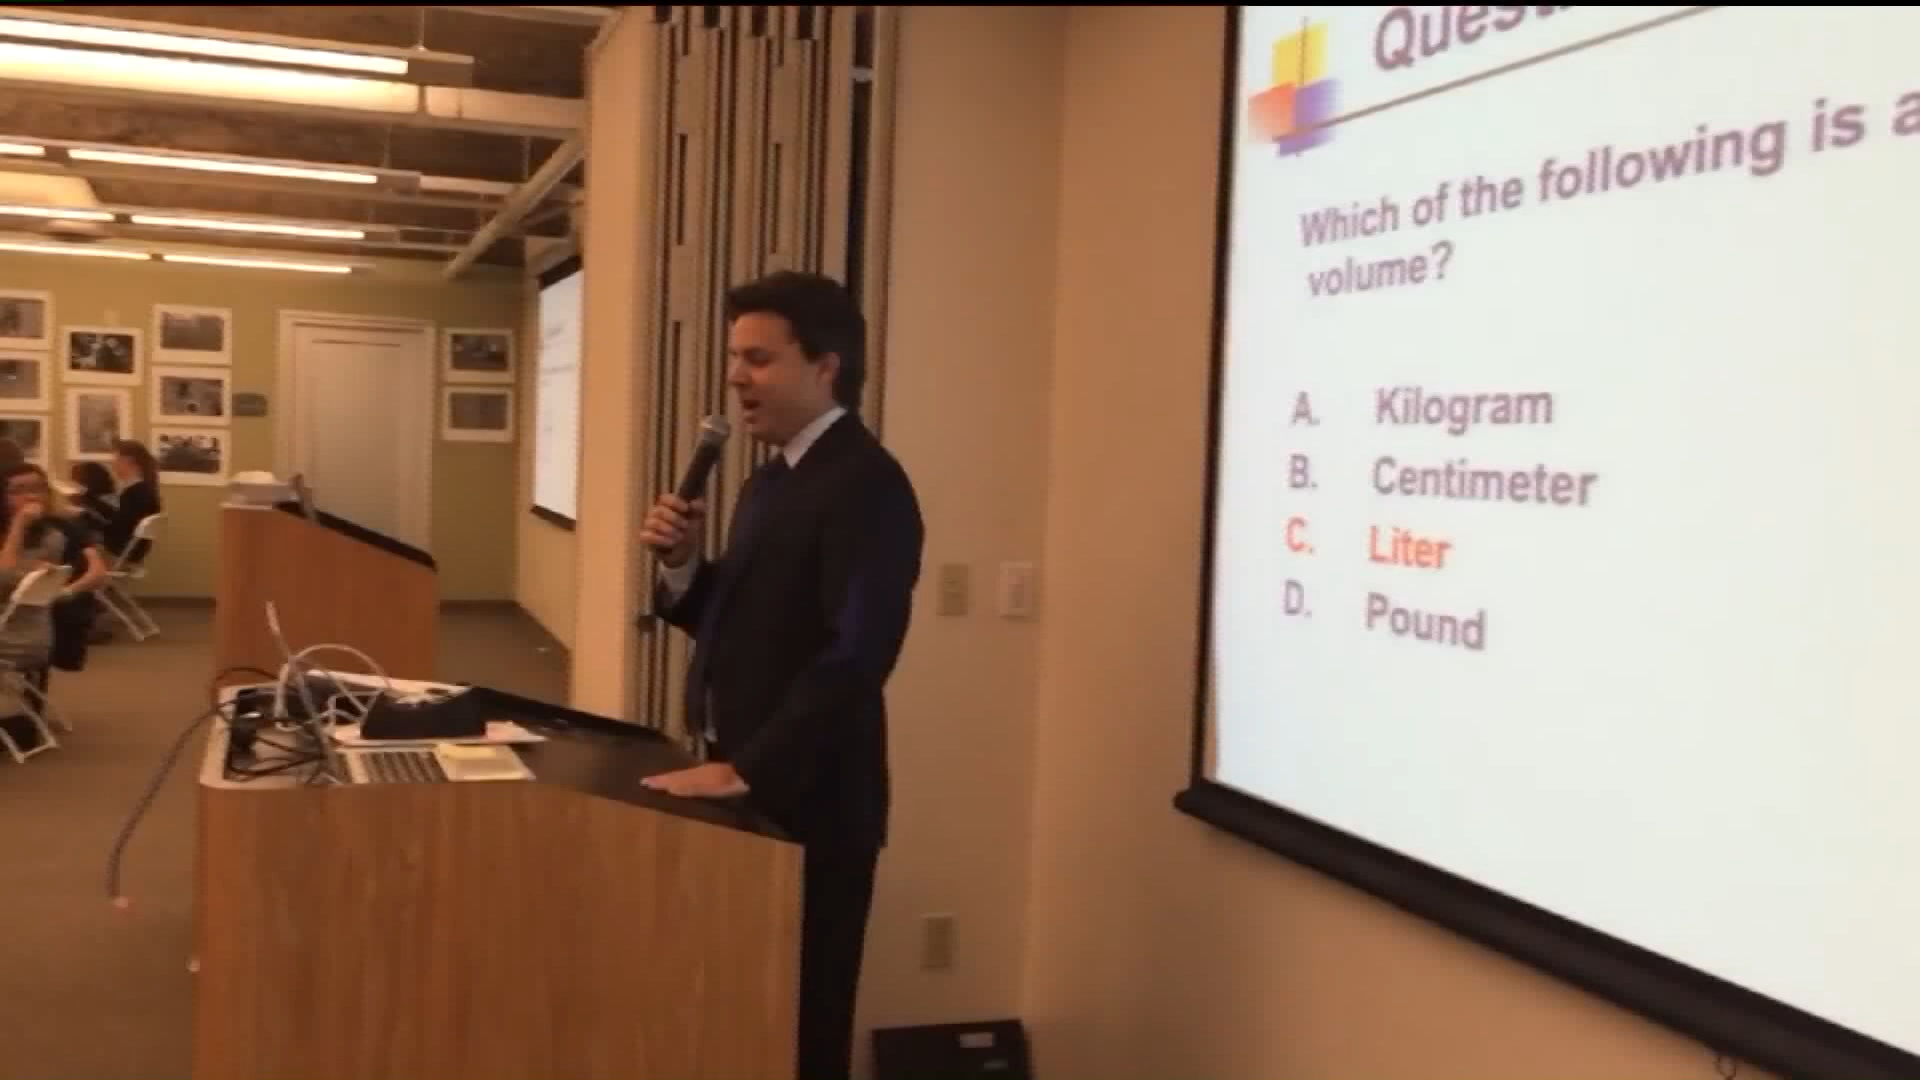 Which of the following is a
volume?
A. Kilogram
B. Centimeter
C. Liter
D. Pound